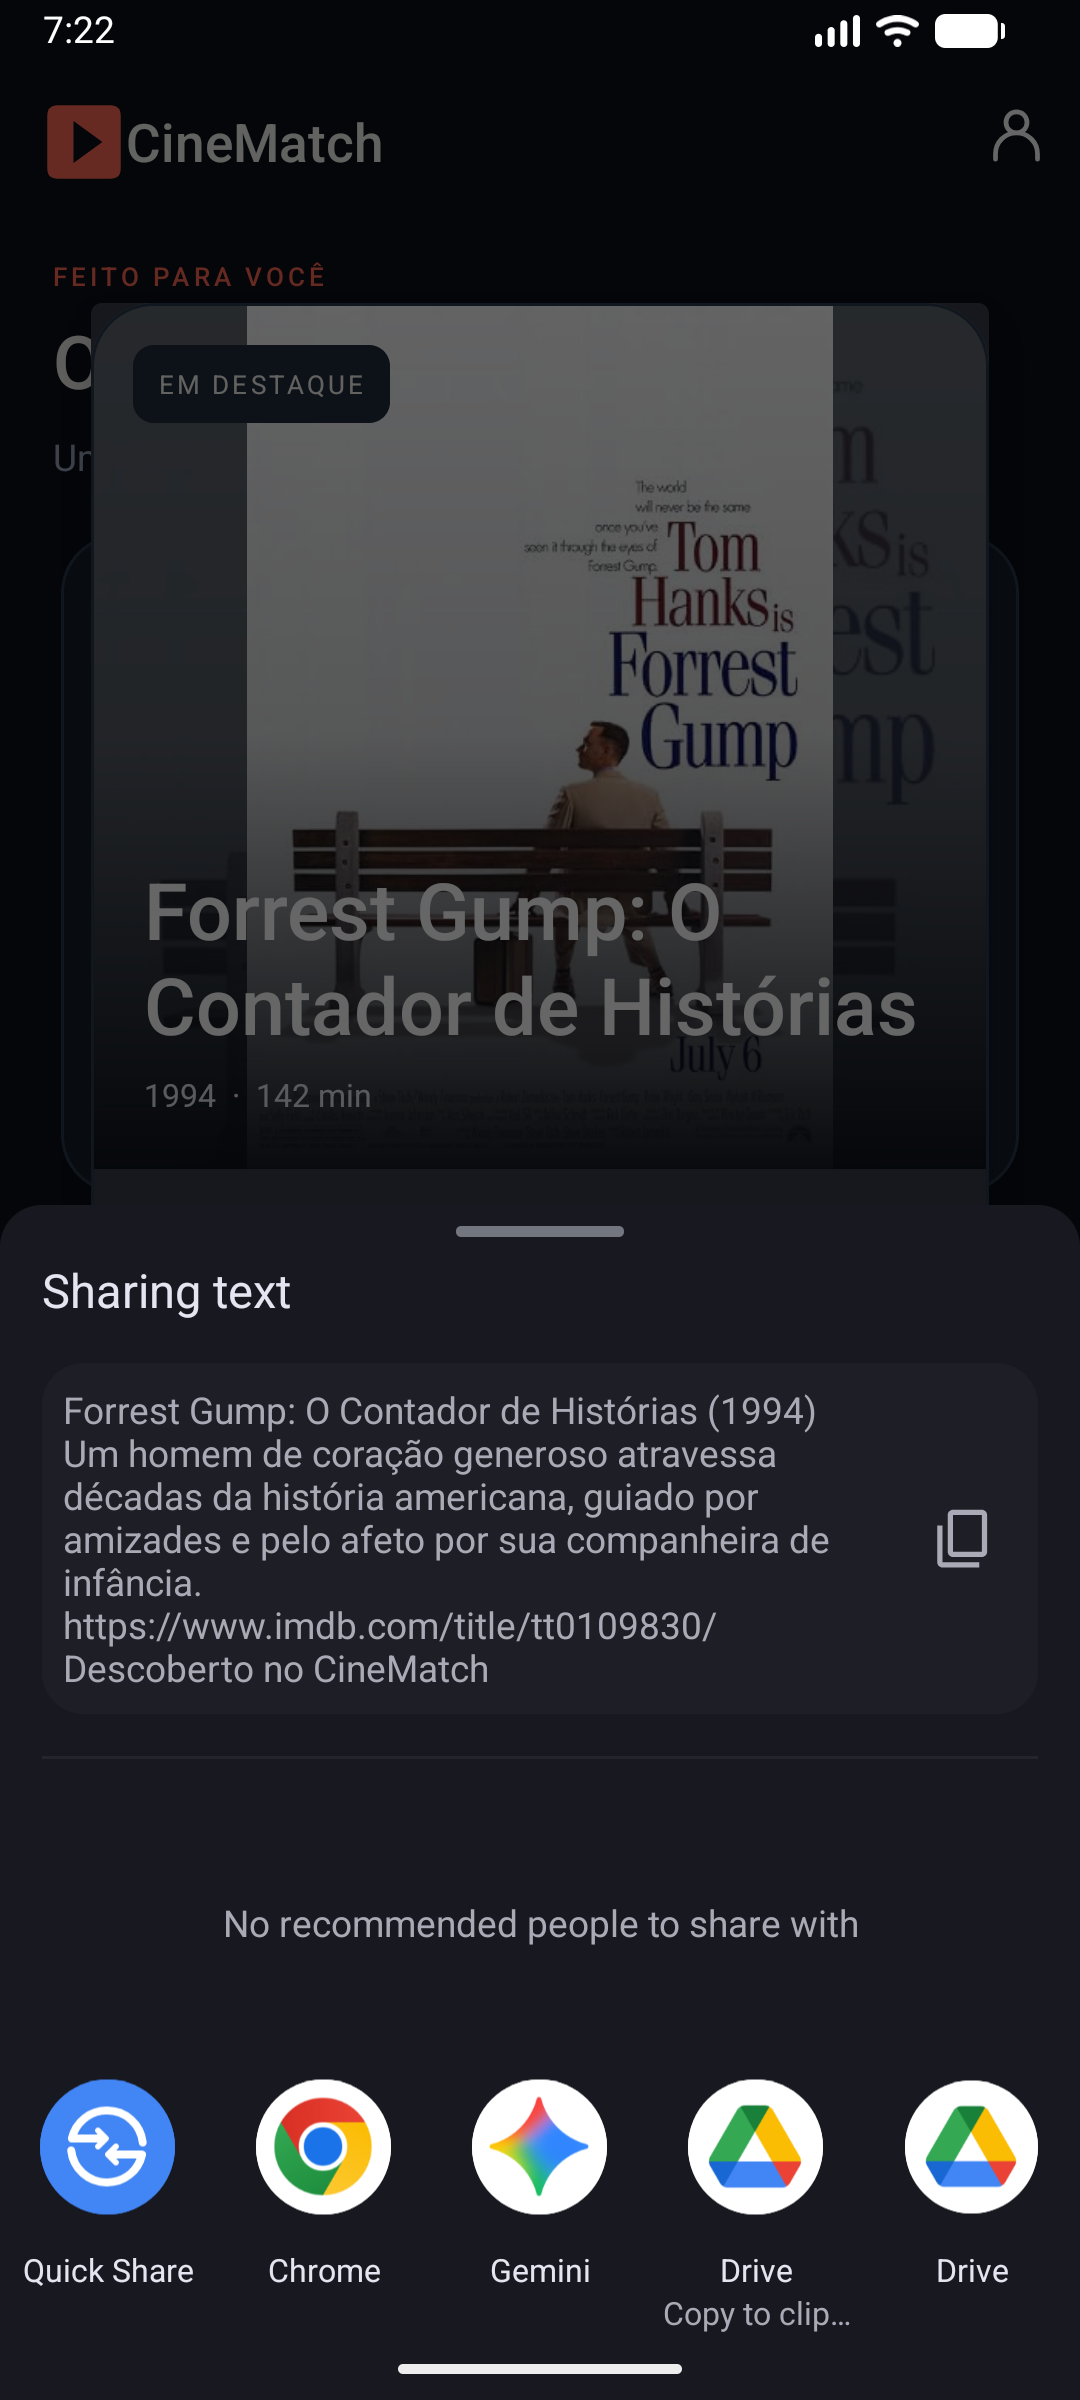 7:22
CineMatch
FEITO PARA VOCÊ
O
Un
EM DESTAQUE
The world
will never be the same
once you've
seen it through the eyes of
Forrest Gump.
Tom
Hanks is
Forrest
Gump
Forrest Gump: O
Contador de Histórias
July 6
1994 · 142 min
Sharing text
Forrest Gump: O Contador de Histórias (1994)
Um homem de coração generoso atravessa
décadas da história americana, guiado por
amizades e pelo afeto por sua companheira de
infância.
https://www.imdb.com/title/tt0109830/
Descoberto no CineMatch
No recommended people to share with
Quick Share
Chrome
Gemini
Drive
Copy to clip...
Drive